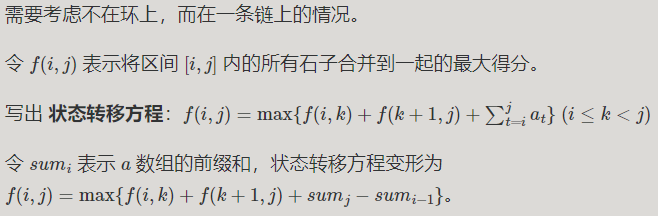 需要考虑不在环上，而在一条链上的情况。
令 f(i, j) 表示将区间 [i, j] 内的所有石子合并到一起的最大得分。
写出 状态转移方程：f(i, j) = max{f(i, k) + f(k + 1, j) + ∑_{t=i}^{j} a_t} (i ≤ k < j)
令 sum_i 表示 a 数组的前缀和，状态转移方程变形为
f(i, j) = max{f(i, k) + f(k + 1, j) + sum_j − sum_{i−1}}。